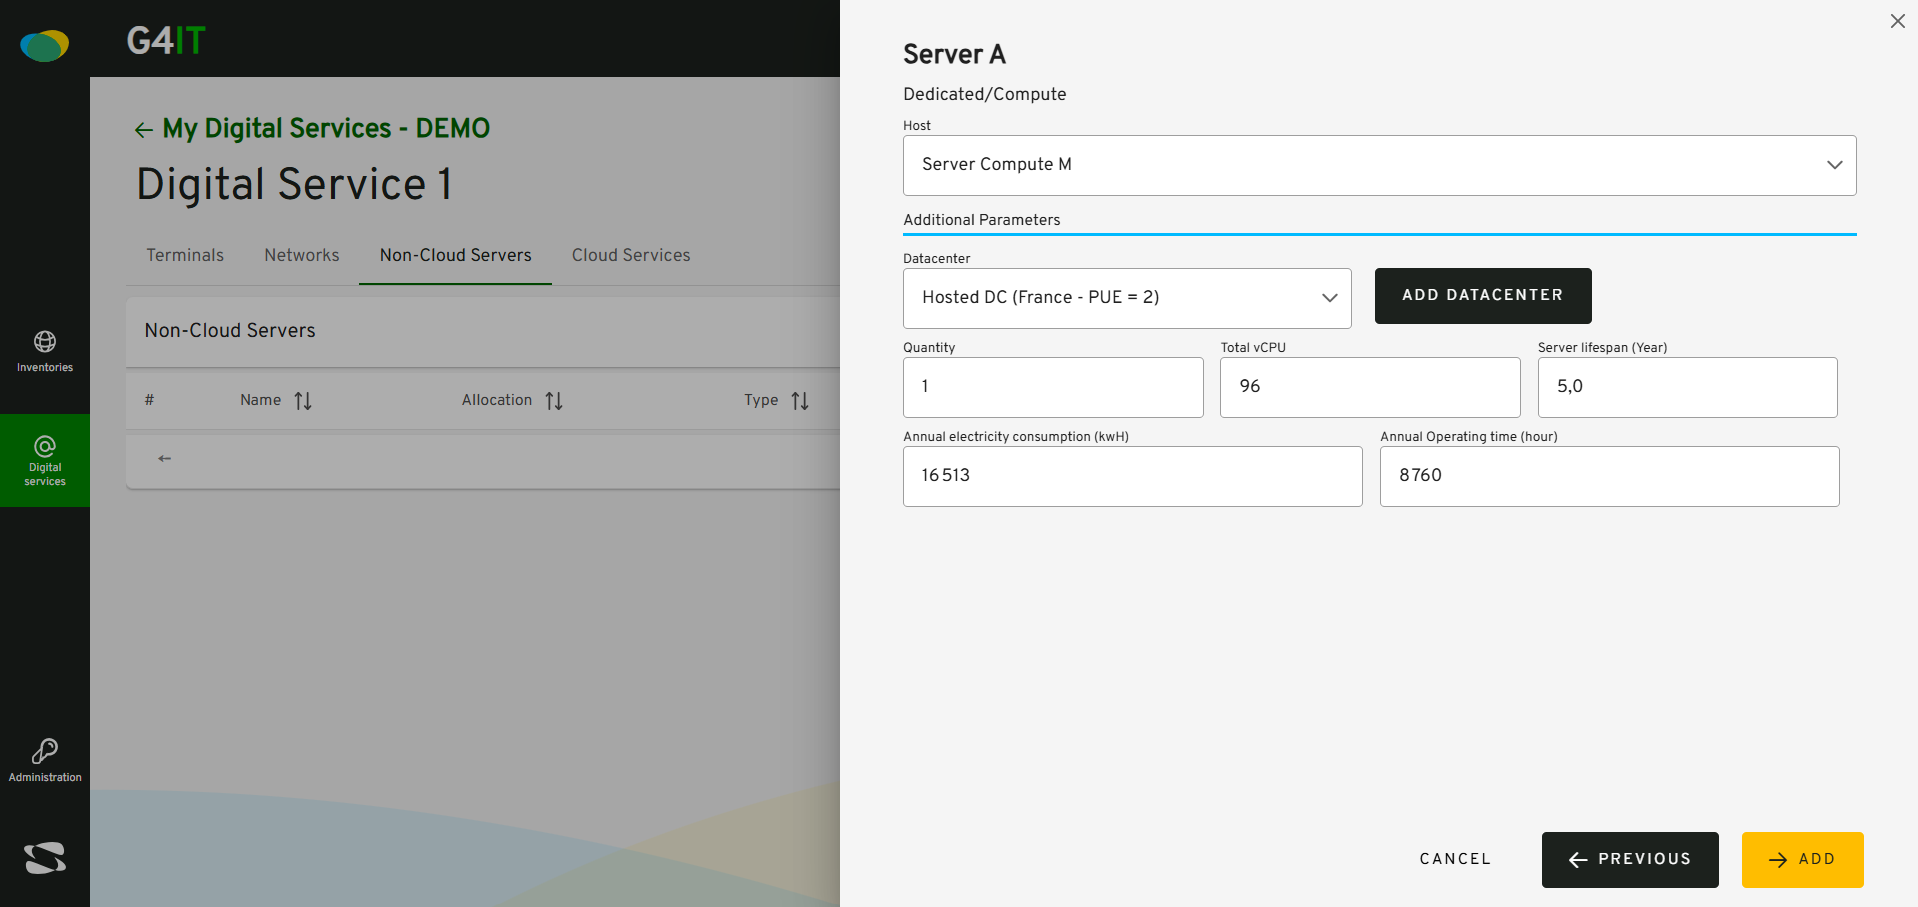 G4IT
My Digital Services - DEMO
Digital Service 1
Terminals Networks Non-Cloud Servers Cloud Services
Non-Cloud Servers
# Name Allocation Type
Inventories
Digital
services
Administration
Server A
Dedicated/Compute
Host
Server Compute M
Additional Parameters
Datacenter
Hosted DC (France - PUE = 2)
ADD DATACENTER
Quantity Total vCPU Server lifespan (Year)
1 96 5,0
Annual electricity consumption (kwH) Annual Operating time (hour)
16 513 8 760
CANCEL PREVIOUS ADD